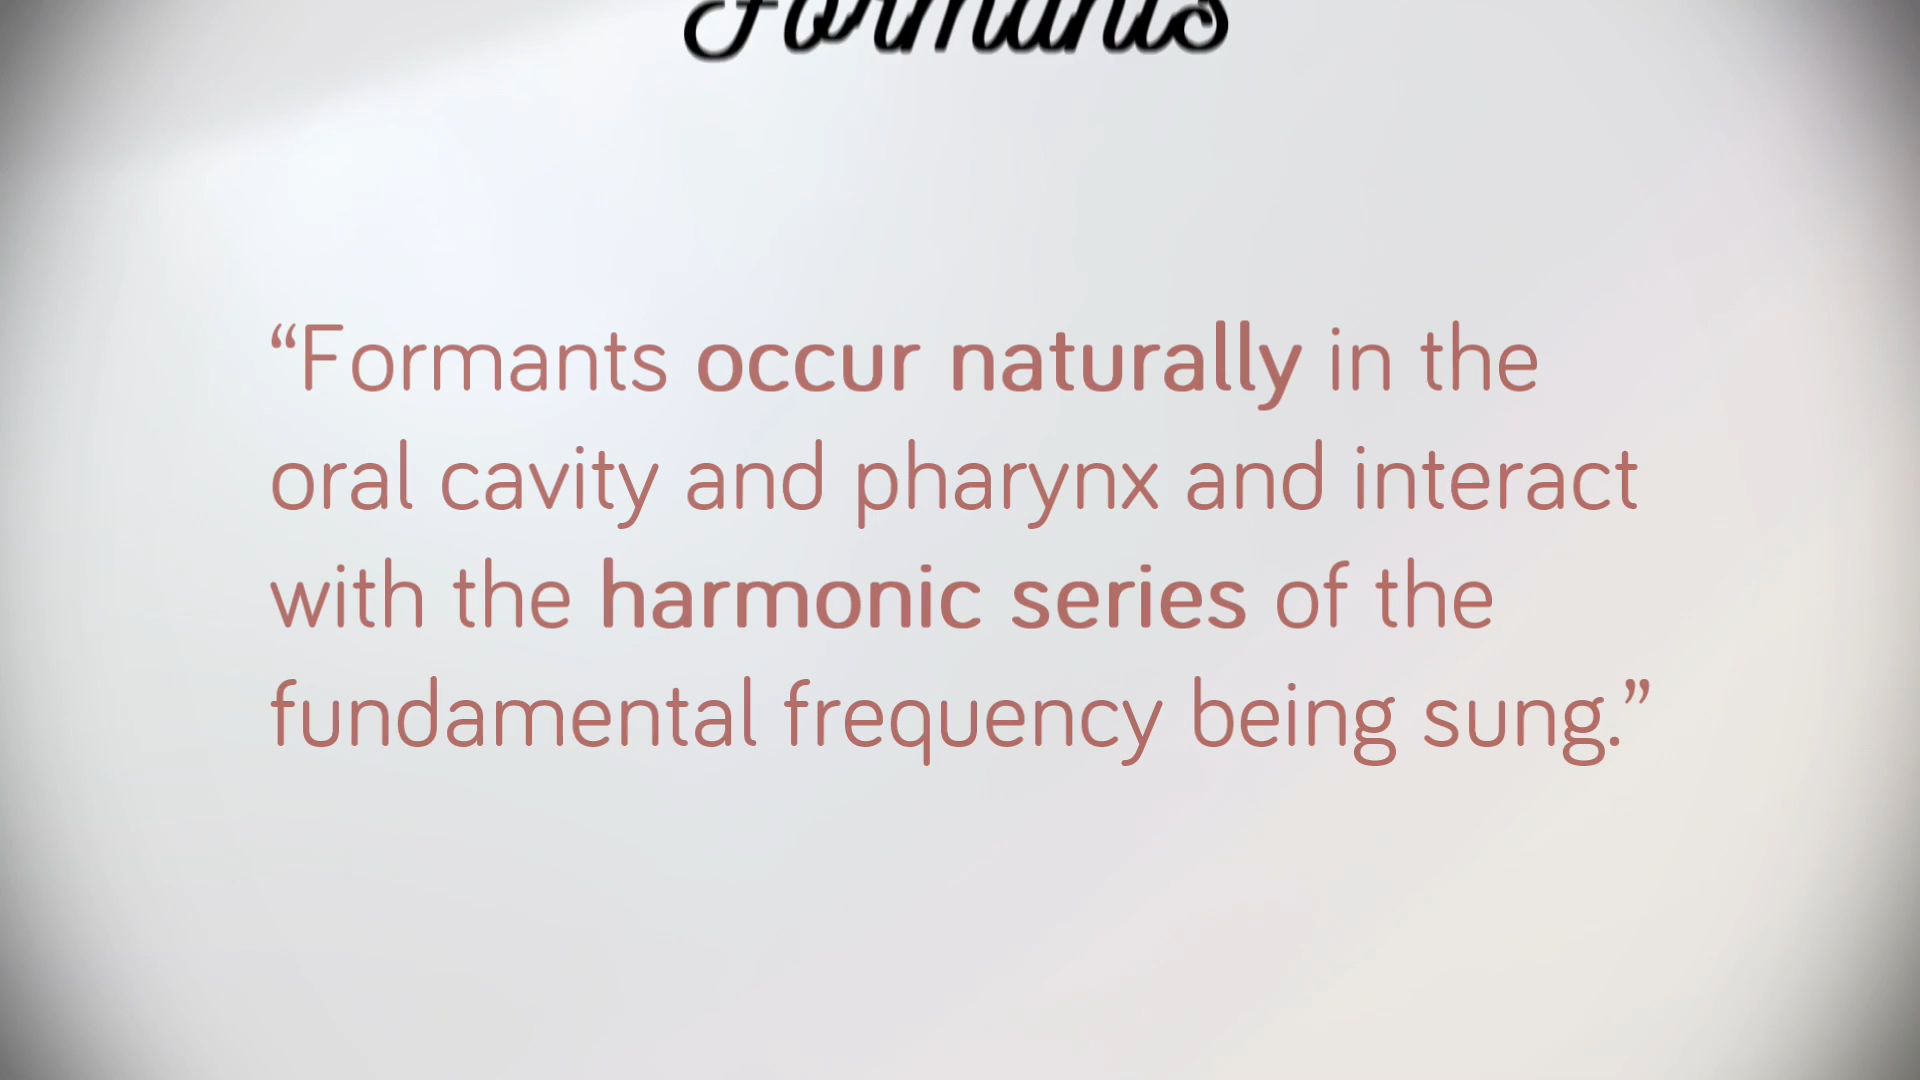 Formants
“Formants occur naturally in the
oral cavity and pharynx and interact
with the harmonic series of the
fundamental frequency being sung.”